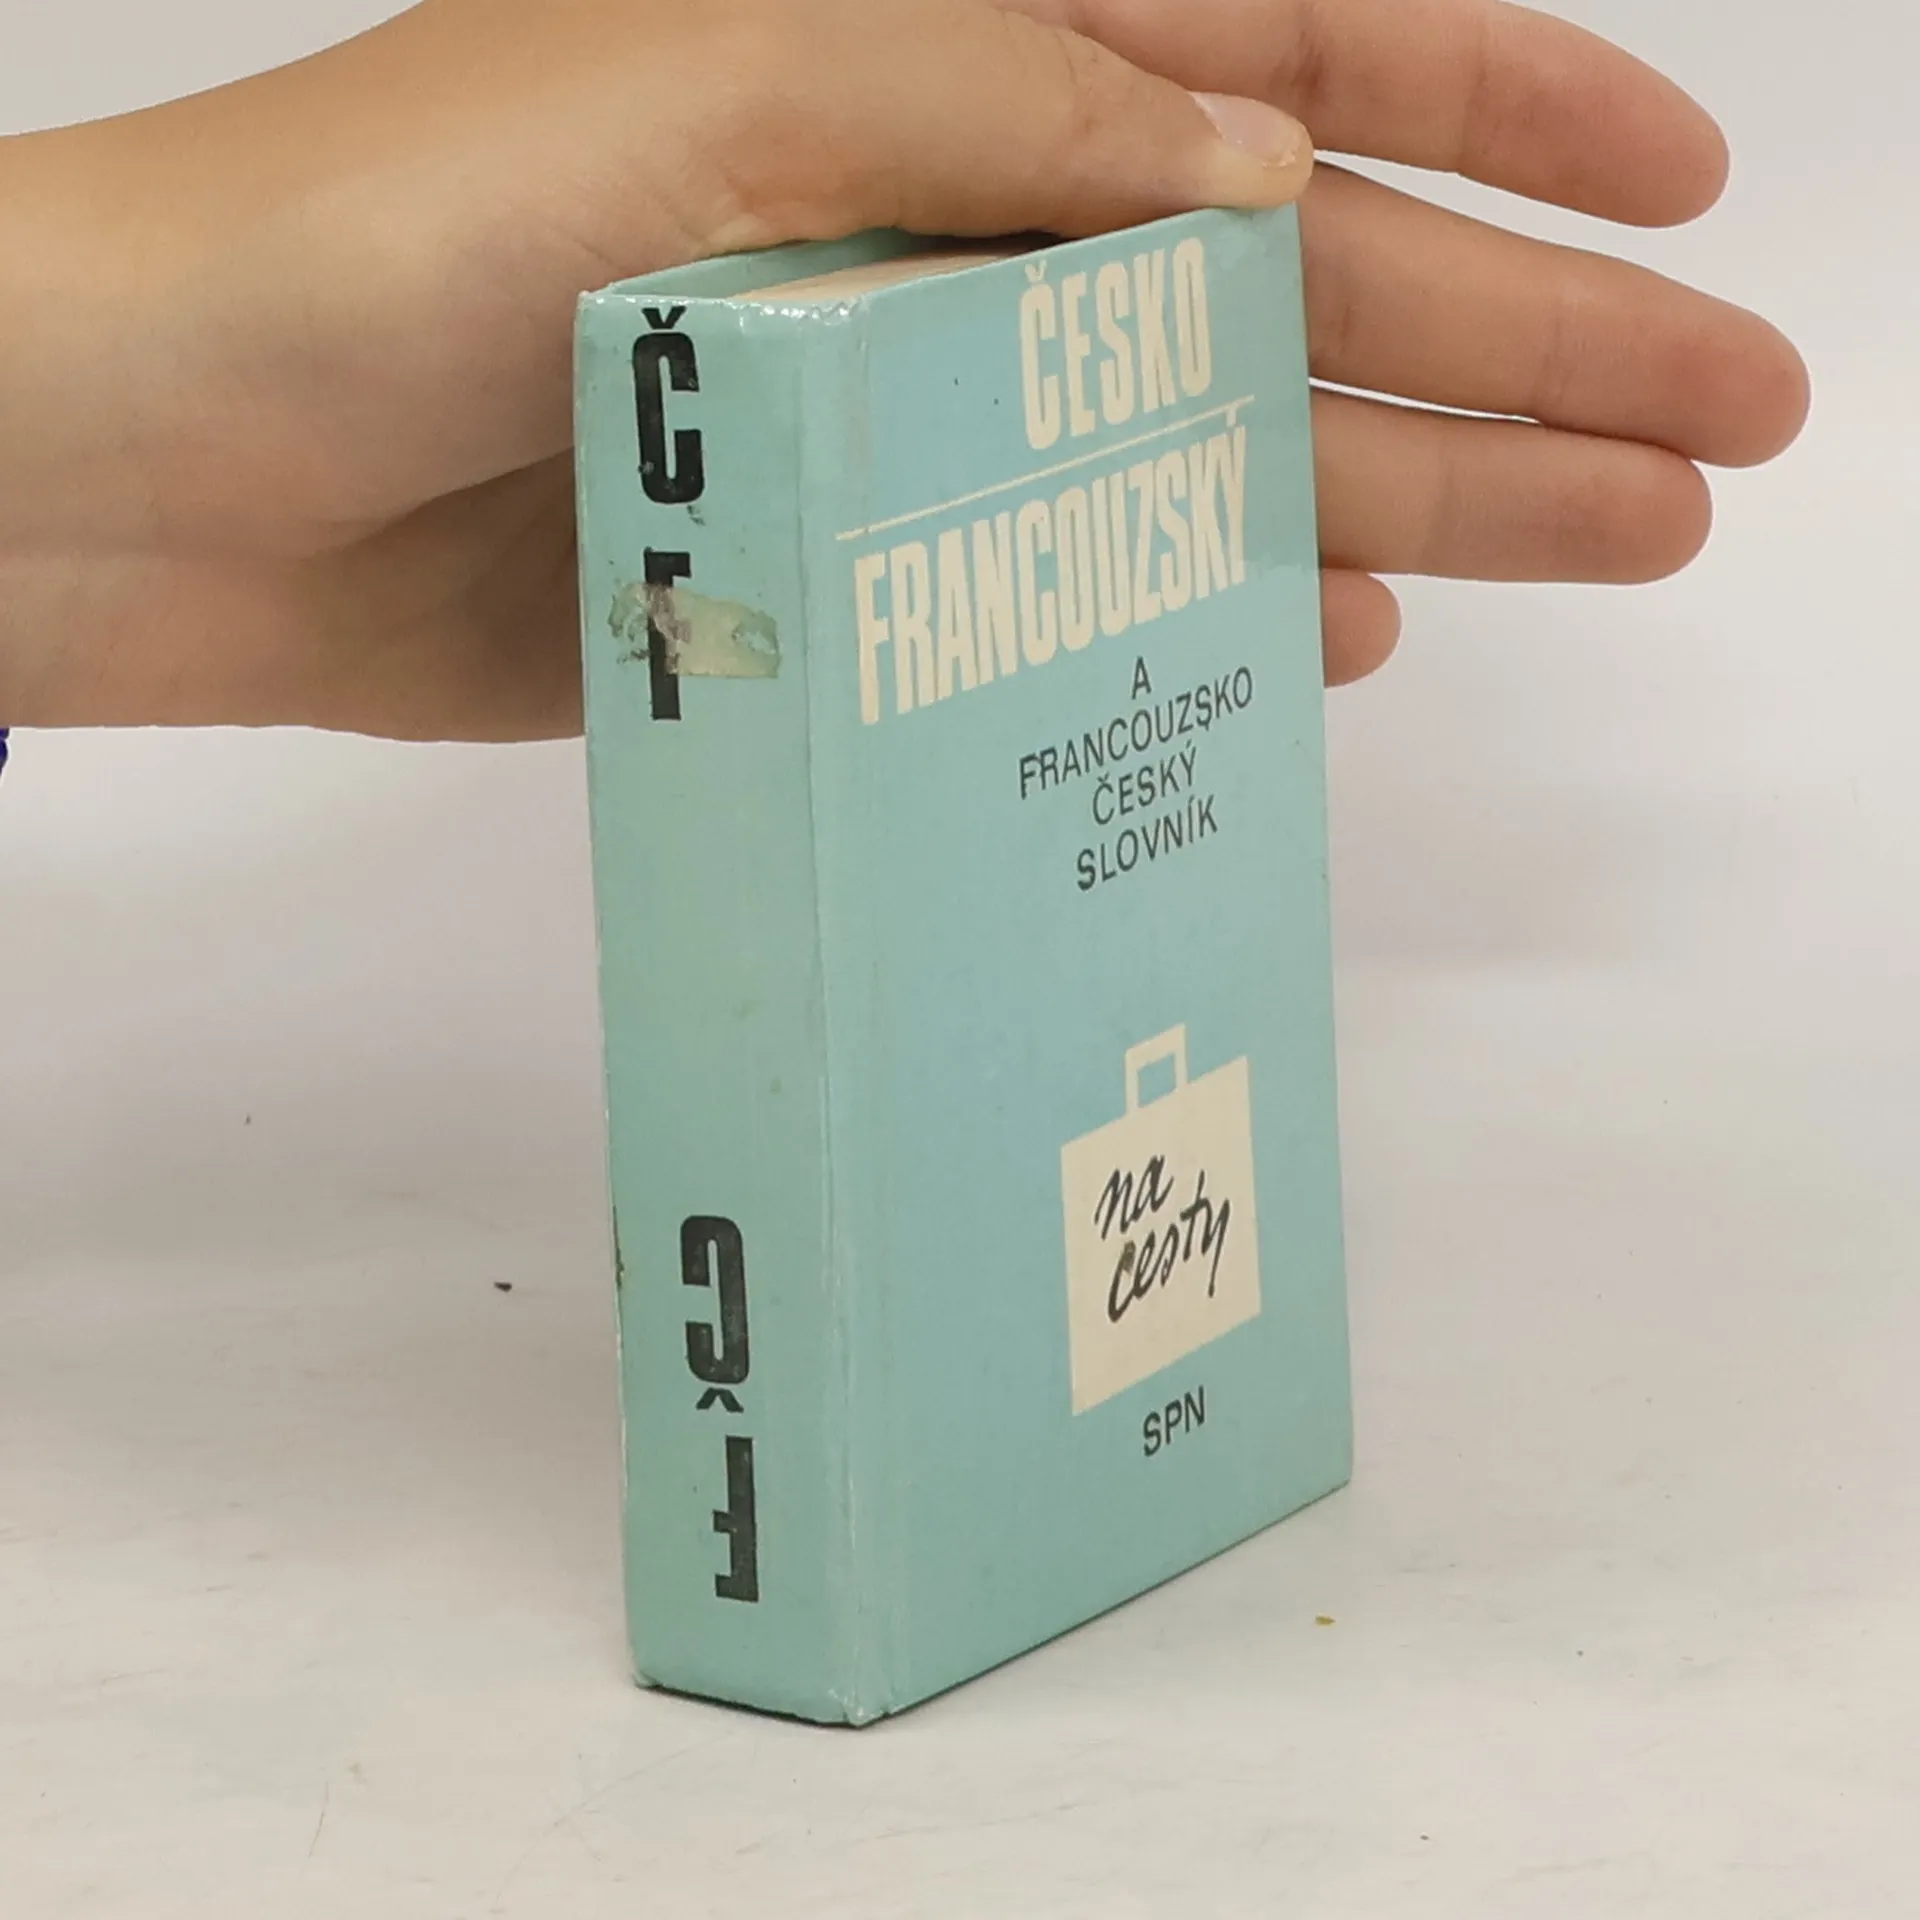 Č
F
Č
F
ČESKO
FRANCOUZSKÝ
A
FRANCOUZSKO
ČESKÝ
SLOVNÍK
na
cesty
SPN